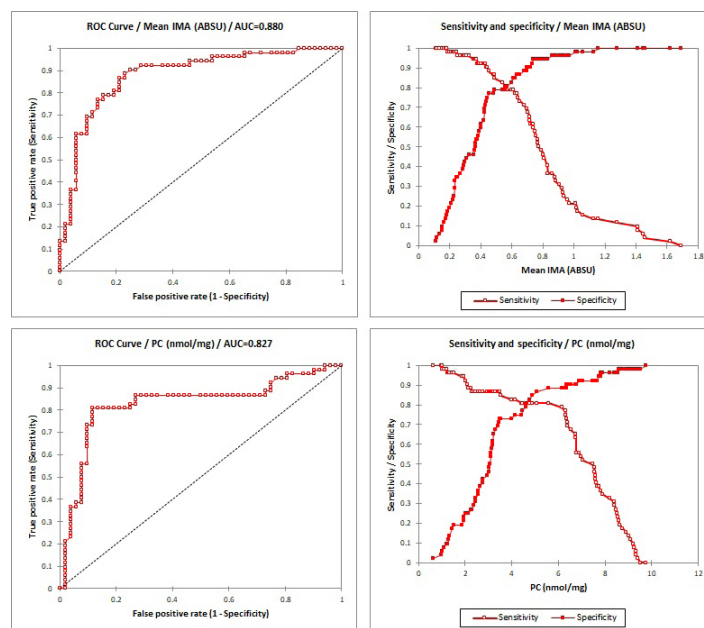 ROC Curve / Mean IMA (ABSU) / AUC=0.880
True positive rate (Sensitivity)
1
0.9
0.8
0.7
0.6
0.5
0.4
0.3
0.2
0.1
0
0 0.2 0.4 0.6 0.8 1
False positive rate (1 - Specificity)
Sensitivity and specificity / Mean IMA (ABSU)
Sensitivity / Specificity
1
0.9
0.8
0.7
0.6
0.5
0.4
0.3
0.2
0.1
0
0 0.2 0.4 0.6 0.8 1 1.2 1.4 1.6 1.8
Mean IMA (ABSU)
Sensitivity Specificity
ROC Curve / PC (nmol/mg) / AUC=0.827
True positive rate (Sensitivity)
1
0.9
0.8
0.7
0.6
0.5
0.4
0.3
0.2
0.1
0
0 0.2 0.4 0.6 0.8 1
False positive rate (1 - Specificity)
Sensitivity and specificity / PC (nmol/mg)
Sensitivity / Specificity
1
0.9
0.8
0.7
0.6
0.5
0.4
0.3
0.2
0.1
0
0 2 4 6 8 10 12
PC (nmol/mg)
Sensitivity Specificity